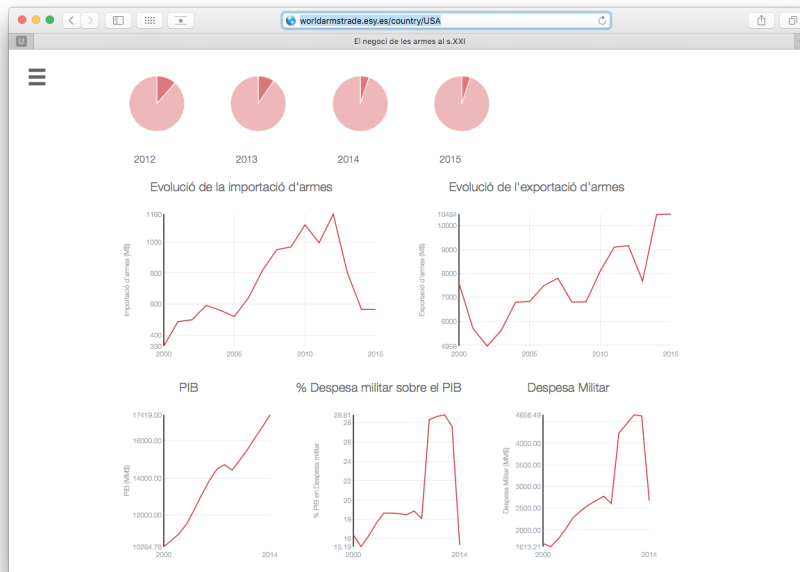 worldarmstrade.esy.es/country/USA
U
El negoci de les armes al s.XXI
2012 2013 2014 2015
Evolució de la importació d'armes
Importació d'armes (M$)
1180
1000
800
600
400
330
2000 2005 2010 2015
Evolució de l'exportació d'armes
Exportació d'armes (M$)
10484
10000
9000
8000
7000
6000
4968
2000 2005 2010 2015
PIB
PIB (MM$)
17419.00
16000.00
14000.00
12000.00
10284.78
2000 2014
% Despesa militar sobre el PIB
% PIB en Despesa militar
28.81
28
26
24
22
20
18
16
15.19
2000 2014
Despesa Militar
Despesa Militar (MM$)
4656.49
4000.00
3500.00
3000.00
2500.00
2000.00
1613.21
2000 2014